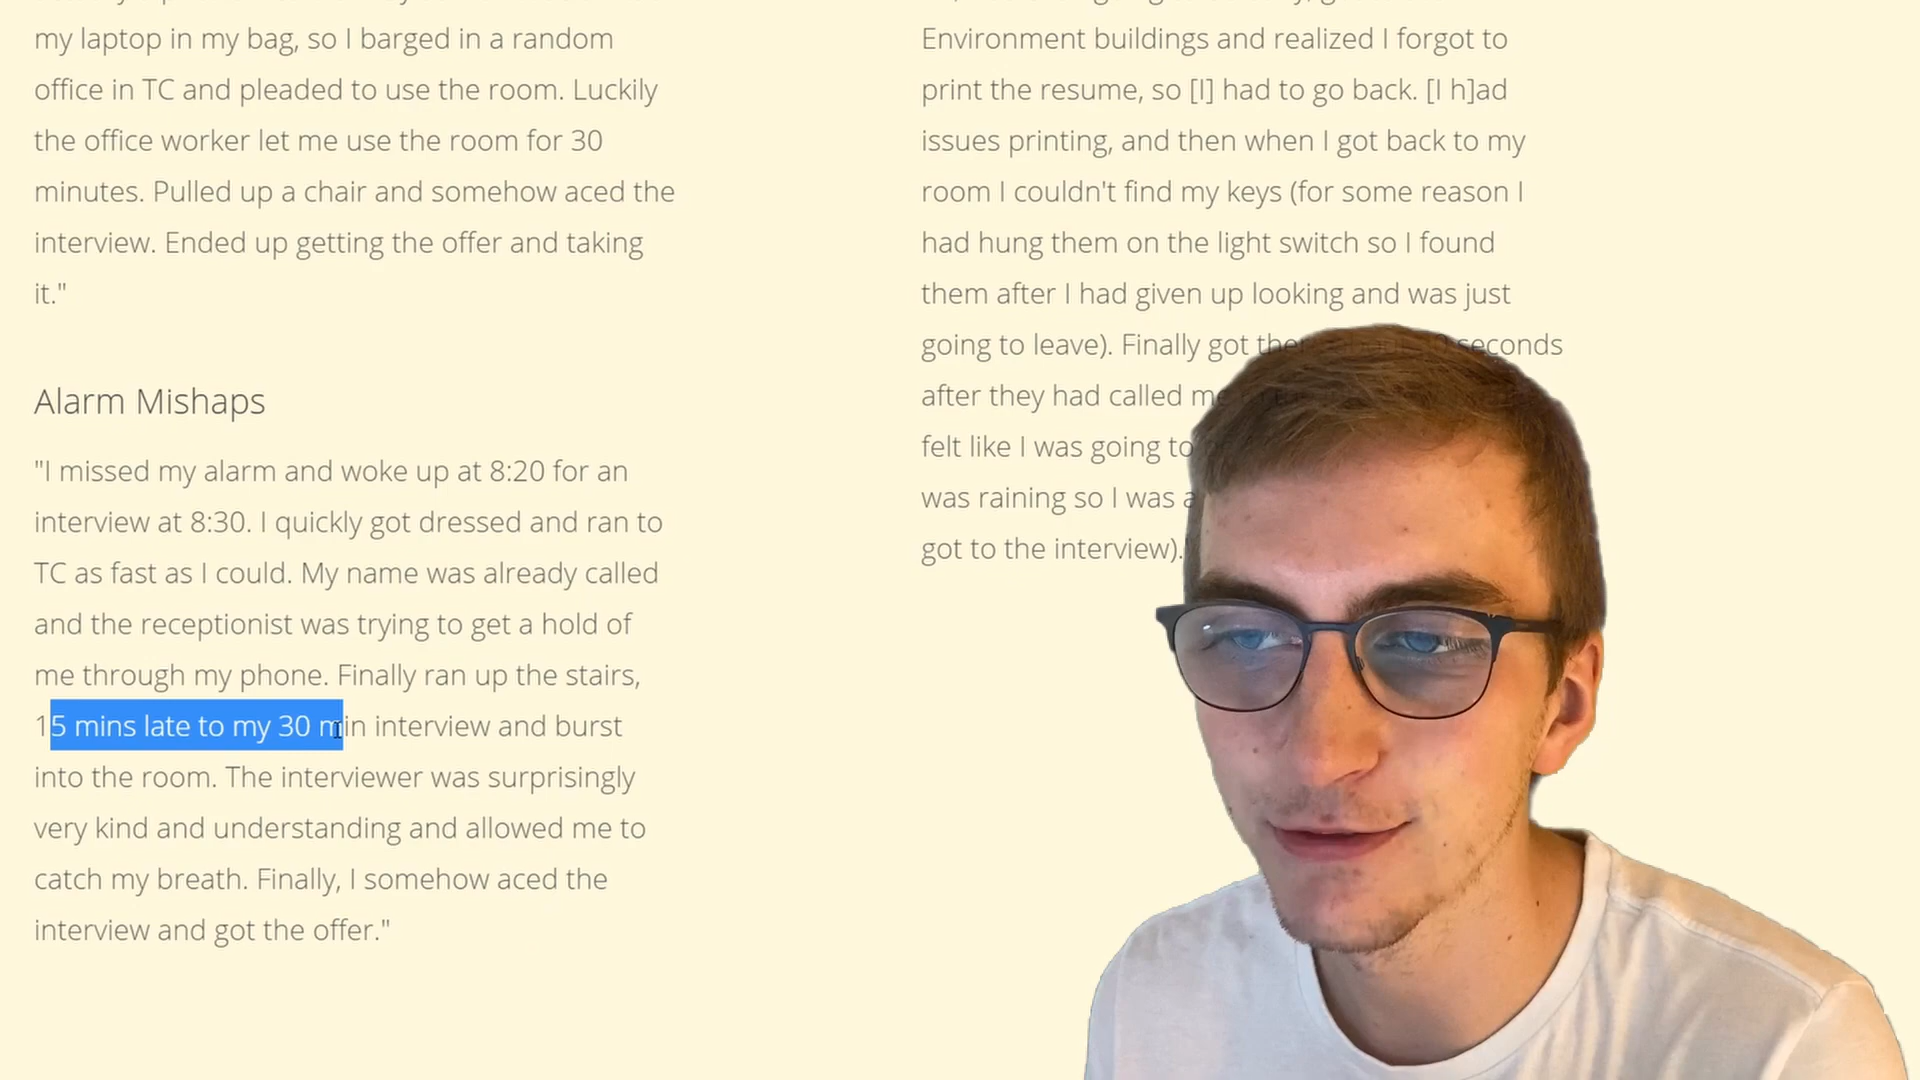 my laptop in my bag, so I barged in a random
office in TC and pleaded to use the room. Luckily
the office worker let me use the room for 30
minutes. Pulled up a chair and somehow aced the
interview. Ended up getting the offer and taking
it."
Alarm Mishaps
"I missed my alarm and woke up at 8:20 for an
interview at 8:30. I quickly got dressed and ran to
TC as fast as I could. My name was already called
and the receptionist was trying to get a hold of
me through my phone. Finally ran up the stairs,
15 mins late to my 30 min interview and burst
into the room. The interviewer was surprisingly
very kind and understanding and allowed me to
catch my breath. Finally, I somehow aced the
interview and got the offer."
Environment buildings and realized I forgot to
print the resume, so [I] had to go back. [I h]ad
issues printing, and then when I got back to my
room I couldn't find my keys (for some reason I
had hung them on the light switch so I found
them after I had given up looking and was just
going to leave). Finally got seconds
after they had called
felt like I was going to
was raining so I was
got to the interview).